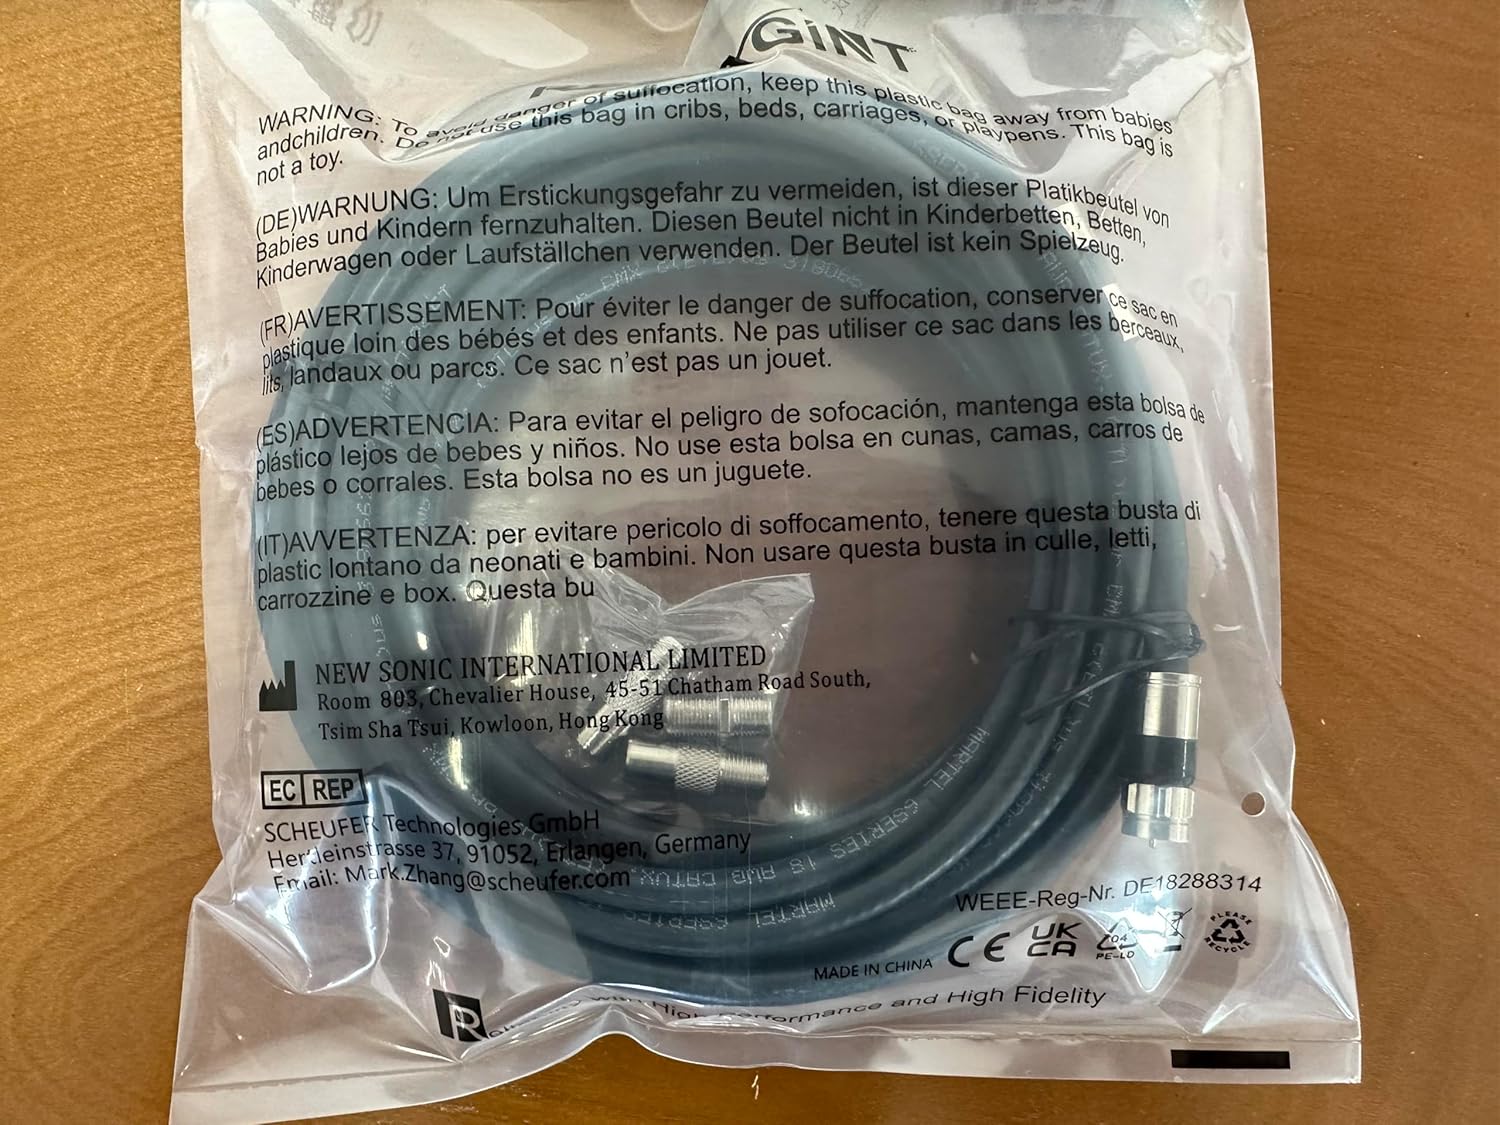 GiNT
WARNING: To avoid danger of suffocation, keep this plastic bag away from babies
andchildren. Do not use this bag in cribs, beds, carriages, or playpens. This bag is
not a toy.
(DE)WARNUNG: Um Erstickungsgefahr zu vermeiden, ist dieser Platikbeutel von
Babies und Kindern fernzuhalten. Diesen Beutel nicht in Kinderbetten, Betten,
Kinderwagen oder Laufställchen verwenden. Der Beutel ist kein Spielzeug.
(FR)AVERTISSEMENT: Pour éviter le danger de suffocation, conserver ce sac en
plastique loin des bébés et des enfants. Ne pas utiliser ce sac dans les berceaux,
lits, landaux ou parcs. Ce sac n'est pas un jouet.
(ES)ADVERTENCIA: Para evitar el peligro de sofocación, mantenga esta bolsa de
plástico lejos de bebes y niños. No use esta bolsa en cunas, camas, carros de
bebes o corrales. Esta bolsa no es un juguete.
(IT)AVVERTENZA: per evitare pericolo di soffocamento, tenere questa busta di
plastic lontano da neonati e bambini. Non usare questa busta in culle, letti,
carrozzine e box. Questa bu
NEW SONIC INTERNATIONAL LIMITED
Room 803, Chevalier House, 45-51 Chatham Road South,
Tsim Sha Tsui, Kowloon, Hong Kong
EC REP
SCHEUFER Technologies GmbH
Hertleinstrasse 37, 91052, Erlangen, Germany
Email: Mark.Zhang@scheufer.com
MARTEL 6SERIES 18 AWG
MARTEL 6SERIES
WEEE-Reg-Nr. DE18288314
MADE IN CHINA CE UK CA 04 PE-LD PLEASE RECYCLE
with High Performance and High Fidelity